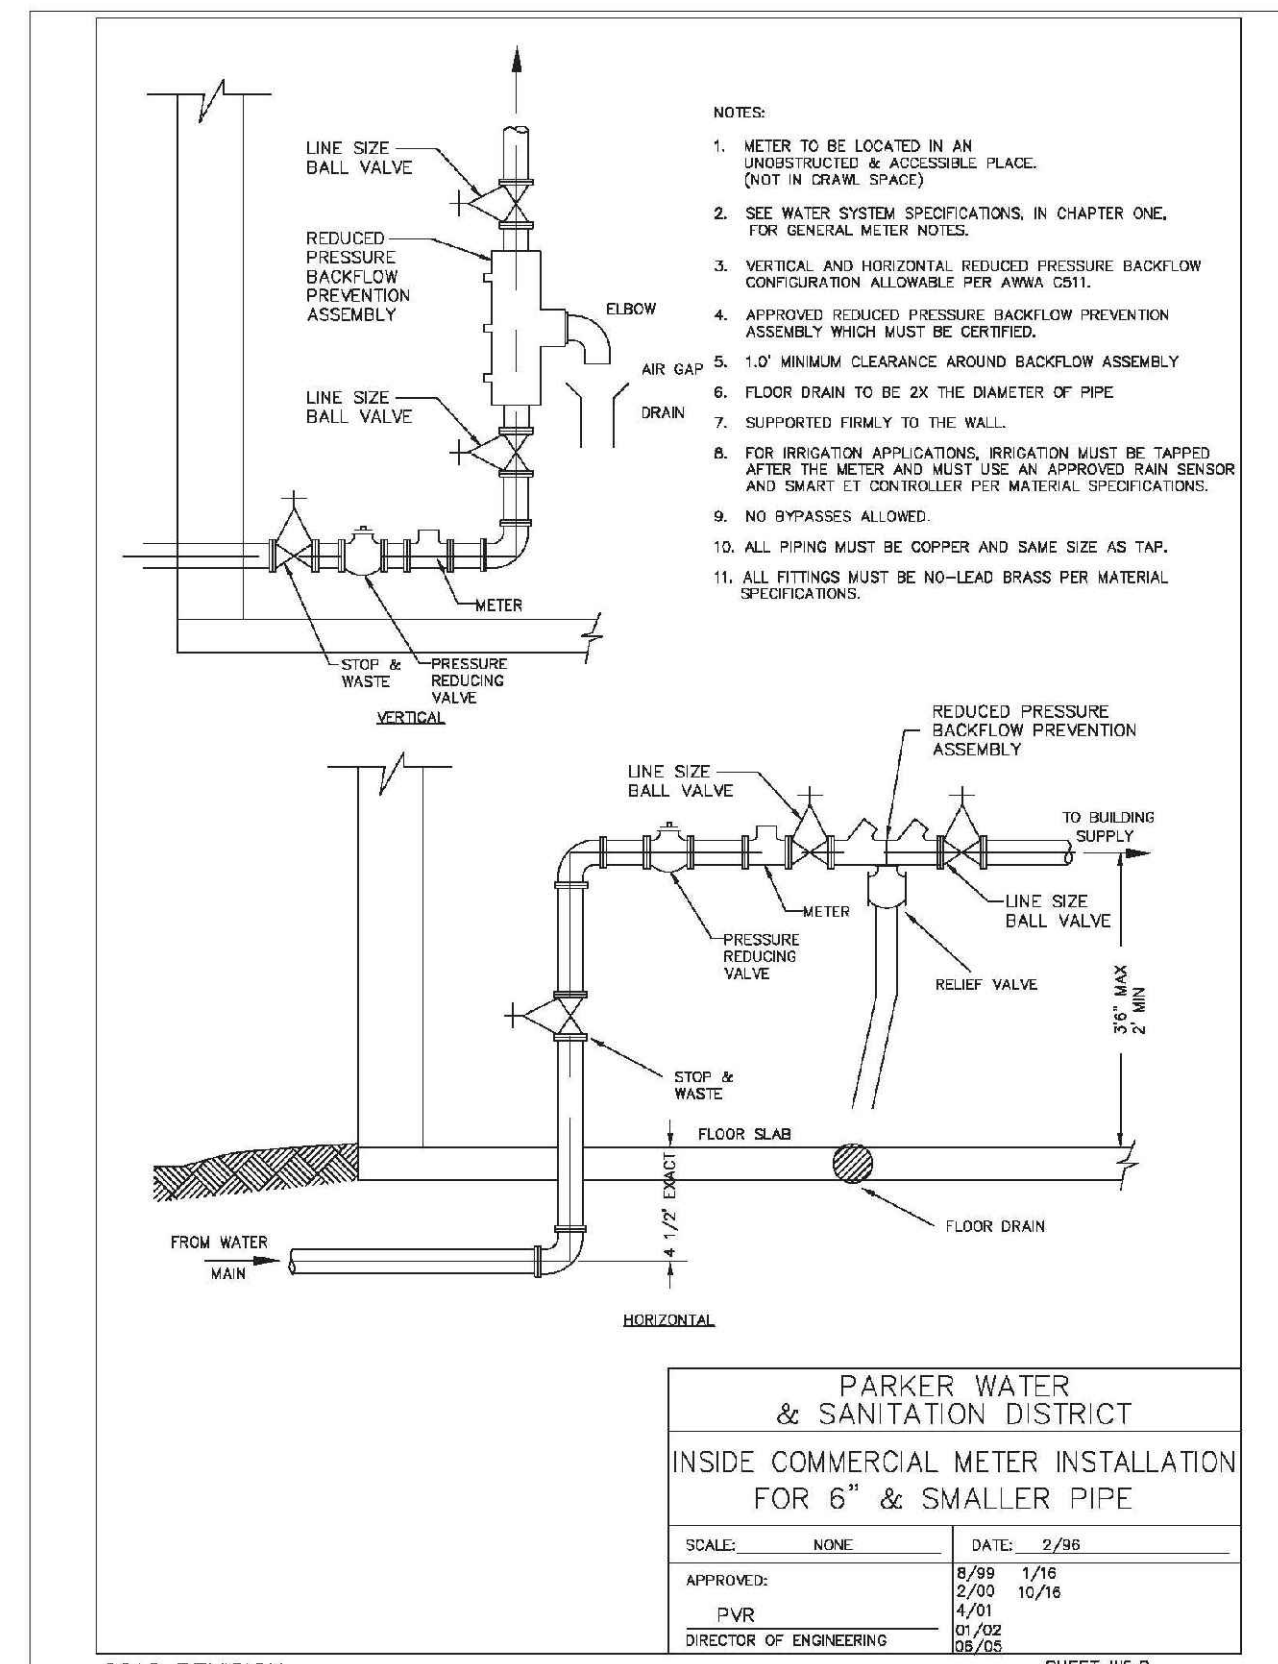 LINE SIZE
BALL VALVE
REDUCED
PRESSURE
BACKFLOW
PREVENTION
ASSEMBLY
ELBOW
AIR GAP
DRAIN
LINE SIZE
BALL VALVE
METER
STOP &
WASTE
PRESSURE
REDUCING
VALVE
VERTICAL
NOTES:
1. METER TO BE LOCATED IN AN
UNOBSTRUCTED & ACCESSIBLE PLACE.
(NOT IN CRAWL SPACE)
2. SEE WATER SYSTEM SPECIFICATIONS, IN CHAPTER ONE,
FOR GENERAL METER NOTES.
3. VERTICAL AND HORIZONTAL REDUCED PRESSURE BACKFLOW
CONFIGURATION ALLOWABLE PER AWWA C511.
4. APPROVED REDUCED PRESSURE BACKFLOW PREVENTION
ASSEMBLY WHICH MUST BE CERTIFIED.
5. 1.0' MINIMUM CLEARANCE AROUND BACKFLOW ASSEMBLY
6. FLOOR DRAIN TO BE 2X THE DIAMETER OF PIPE
7. SUPPORTED FIRMLY TO THE WALL.
8. FOR IRRIGATION APPLICATIONS, IRRIGATION MUST BE TAPPED
AFTER THE METER AND MUST USE AN APPROVED RAIN SENSOR
AND SMART ET CONTROLLER PER MATERIAL SPECIFICATIONS.
9. NO BYPASSES ALLOWED.
10. ALL PIPING MUST BE COPPER AND SAME SIZE AS TAP.
11. ALL FITTINGS MUST BE NO-LEAD BRASS PER MATERIAL
SPECIFICATIONS.
REDUCED PRESSURE
BACKFLOW PREVENTION
ASSEMBLY
LINE SIZE
BALL VALVE
TO BUILDING
SUPPLY
METER
LINE SIZE
BALL VALVE
PRESSURE
REDUCING
VALVE
RELIEF VALVE
3'6" MAX
2' MIN
STOP &
WASTE
FLOOR SLAB
4 1/2' EXACT
FLOOR DRAIN
FROM WATER
MAIN
HORIZONTAL
PARKER WATER
& SANITATION DISTRICT
INSIDE COMMERCIAL METER INSTALLATION
FOR 6" & SMALLER PIPE
SCALE: NONE
DATE: 2/96
APPROVED:
PVR
DIRECTOR OF ENGINEERING
8/99 1/16
2/00 10/16
4/01
01/02
06/05